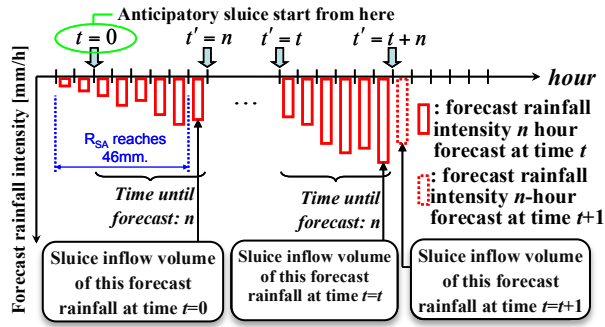 Anticipatory sluice start from here
t = 0
t' = n
t' = t
t' = t + n
hour
Forecast rainfall intensity [mm/h]
...
R_SA reaches
46mm.
Time until
forecast: n
Time until
forecast: n
: forecast rainfall
intensity n hour
forecast at time t
: forecast rainfall
intensity n-hour
forecast at time t+1
Sluice inflow volume
of this forecast
rainfall at time t=0
Sluice inflow volume
of this forecast
rainfall at time t=t
Sluice inflow volume
of this forecast
rainfall at time t=t+1